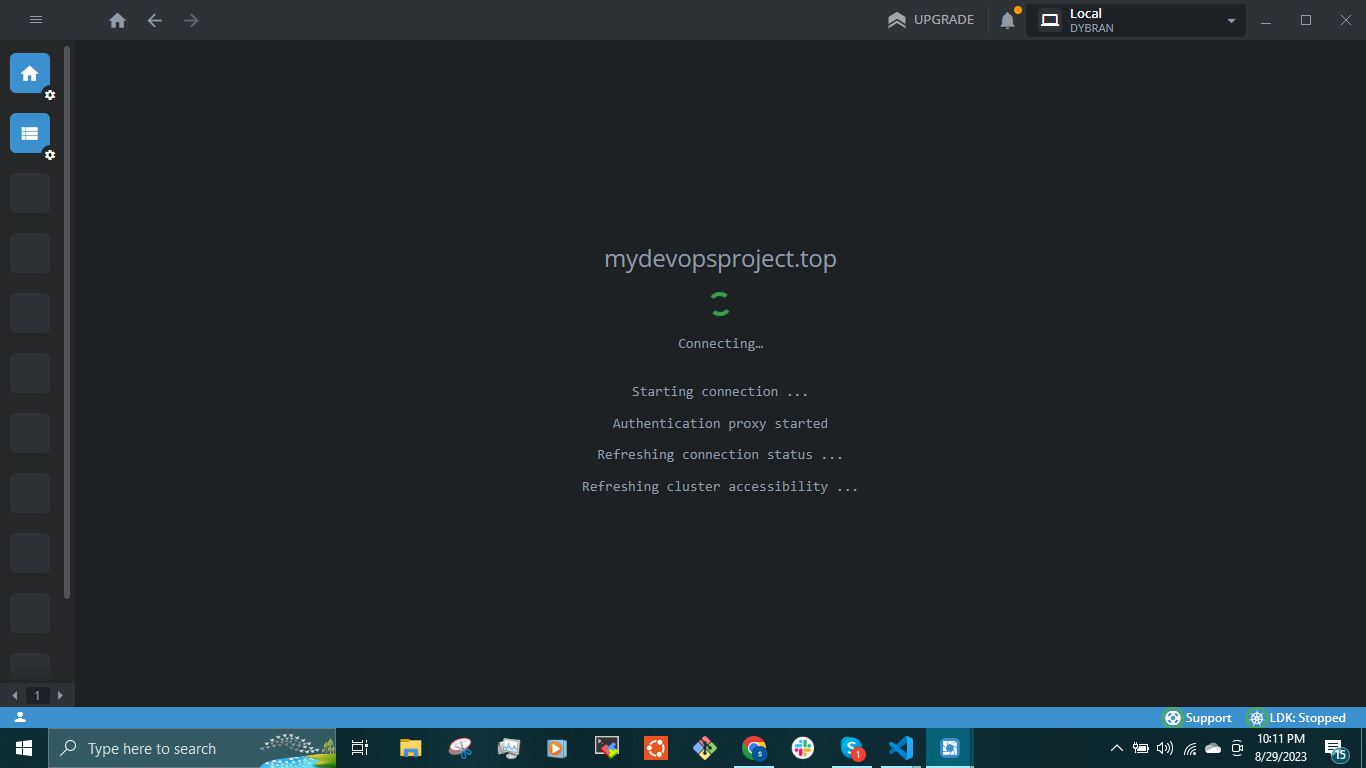 UPGRADE
Local
DYBRAN
mydevopsproject.top
Connecting…
Starting connection ...
Authentication proxy started
Refreshing connection status ...
Refreshing cluster accessibility ...
1
Support
LDK: Stopped
Type here to search
S
1
10:11 PM
8/29/2023
15